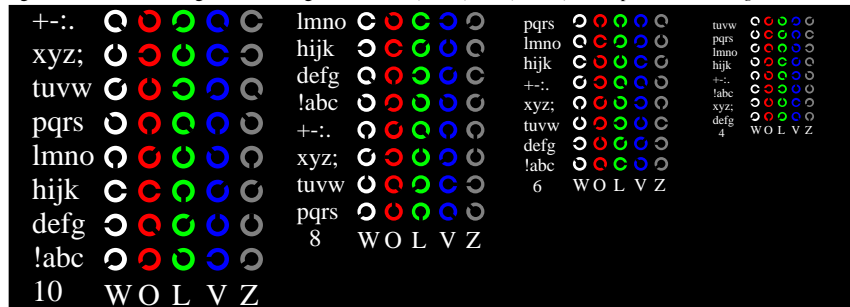 +-:.
xyz;
tuvw
pqrs
lmno
hijk
defg
!abc
10 W O L V Z
lmno
hijk
defg
!abc
+-:.
xyz;
tuvw
pqrs
8 W O L V Z
pqrs
lmno
hijk
+-:.
xyz;
tuvw
defg
!abc
6 W O L V Z
tuvw
pqrs
lmno
hijk
+-:.
!abc
xyz;
defg
4 W O L V Z